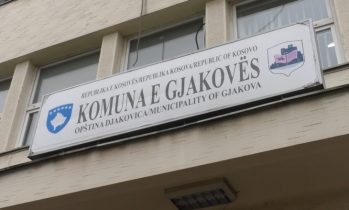 REPUBLIKA E KOSOVËS/REPUBLIKA KOSOVA/REPUBLIC OF KOSOVO
KOMUNA E GJAKOVËS
OPŠTINA DJAKOVICA/MUNICIPALITY OF GJAKOVA